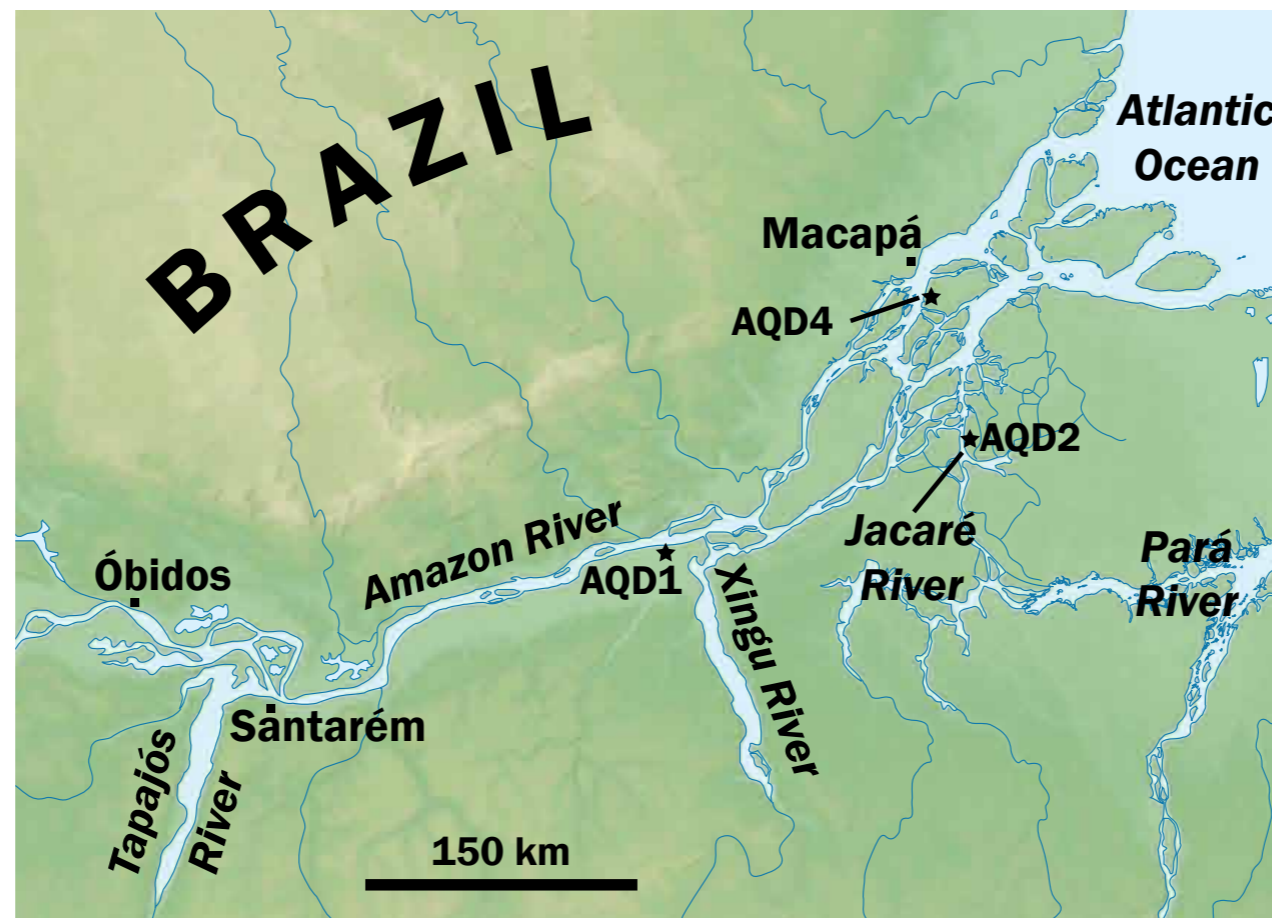 BRAZIL
Atlantic
Ocean
Macapá
AQD4
AQD2
Jacaré
River
Pará
River
Amazon River
AQD1
Xingu River
Óbidos
Santarém
Tapajós
River
150 km